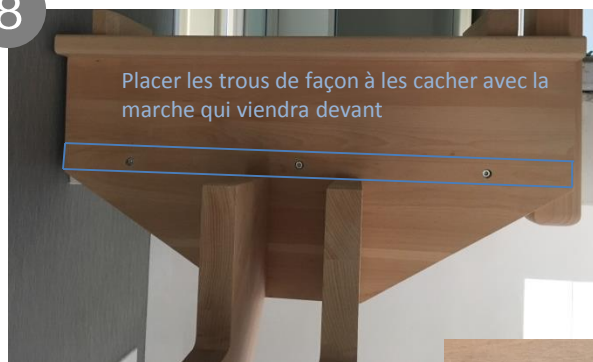 8
Placer les trous de façon à les cacher avec la
marche qui viendra devant